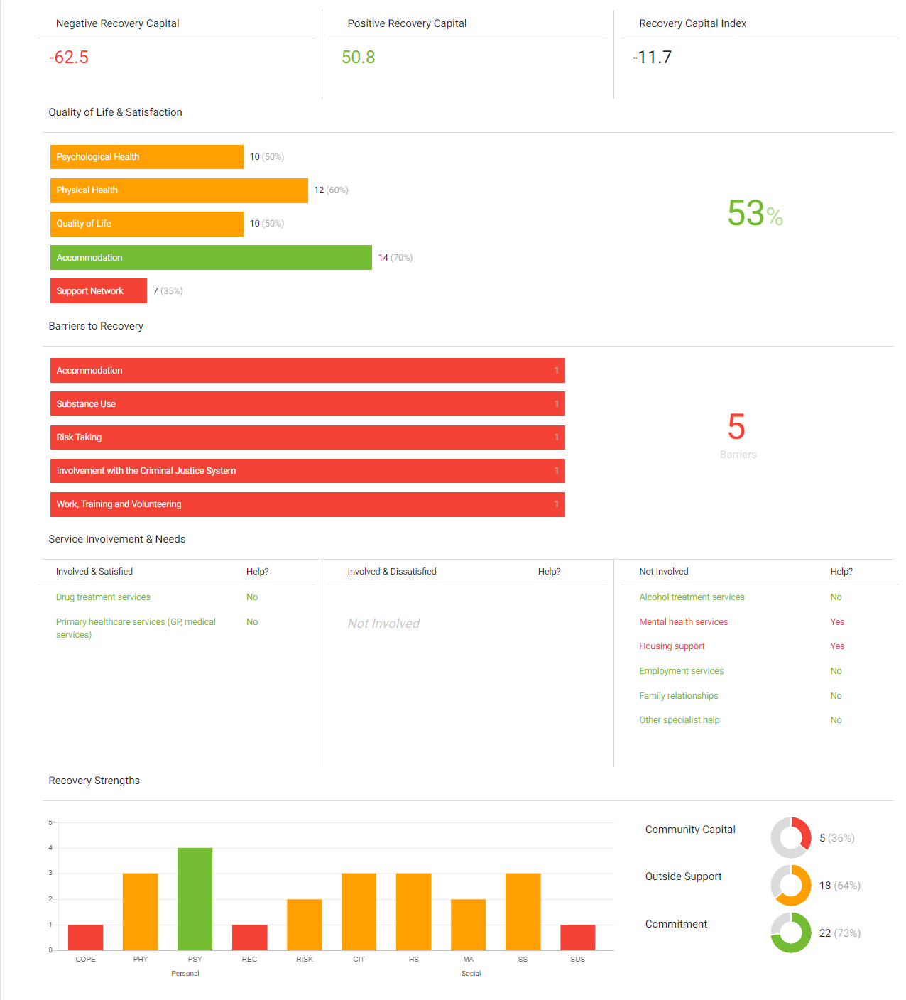 Negative Recovery Capital
Positive Recovery Capital
Recovery Capital Index
-62.5
50.8
-11.7
Quality of Life & Satisfaction
Psychological Health 10 (50%)
Physical Health 12 (60%)
Quality of Life 10 (50%)
Accommodation 14 (70%)
Support Network 7 (35%)
53%
Barriers to Recovery
Accommodation 1
Substance Use 1
Risk Taking 1
Involvement with the Criminal Justice System 1
Work, Training and Volunteering 1
5
Barriers
Service Involvement & Needs
Involved & Satisfied Help?
Drug treatment services No
Primary healthcare services (GP, medical No
services)
Involved & Dissatisfied Help?
Not Involved
Not Involved Help?
Alcohol treatment services No
Mental health services Yes
Housing support Yes
Employment services No
Family relationships No
Other specialist help No
Recovery Strengths
5
4
3
2
1
0
COPE PHY PSY REC RISK CIT HS MA SS SUS
Personal Social
Community Capital 5 (36%)
Outside Support 18 (64%)
Commitment 22 (73%)